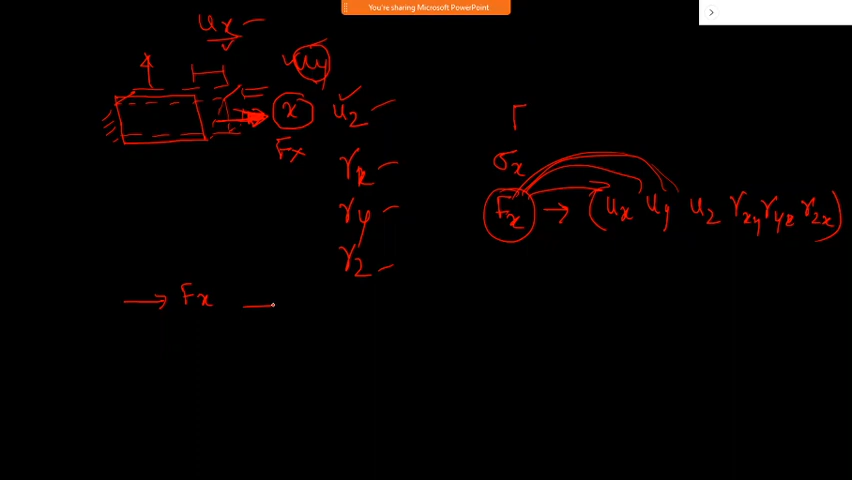 You're sharing Microsoft PowerPoint
ux
uy
x uz
Fx
γx
γy
γz
σx
Fx → (ux uy uz γxy γyz γzx)
→ Fx